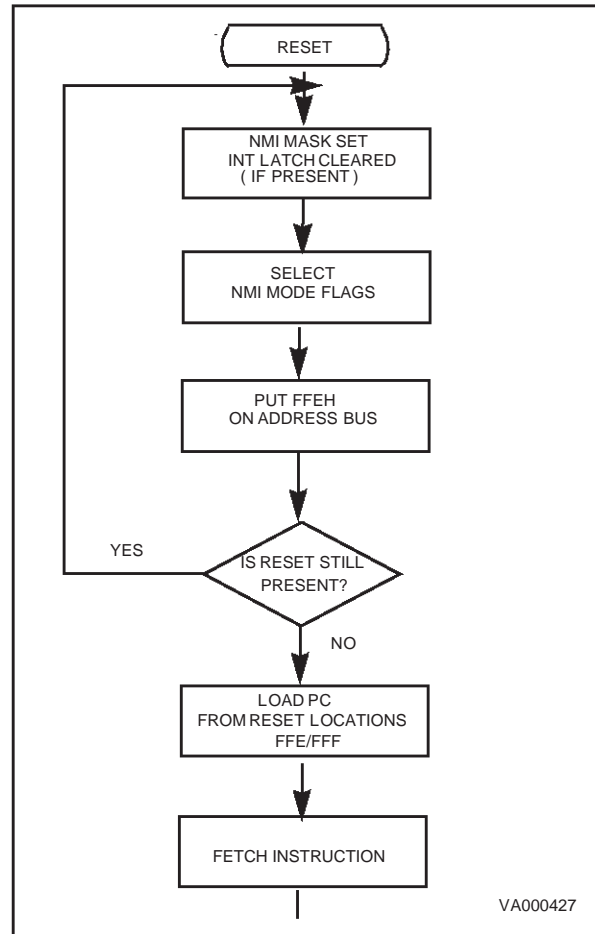 RESET
NMI MASK SET
INT LATCH CLEARED
( IF PRESENT )
SELECT
NMI MODE FLAGS
PUT FFEH
ON ADDRESS BUS
YES
IS RESET STILL
PRESENT?
NO
LOAD PC
FROM RESET LOCATIONS
FFE/FFF
FETCH INSTRUCTION
VA000427